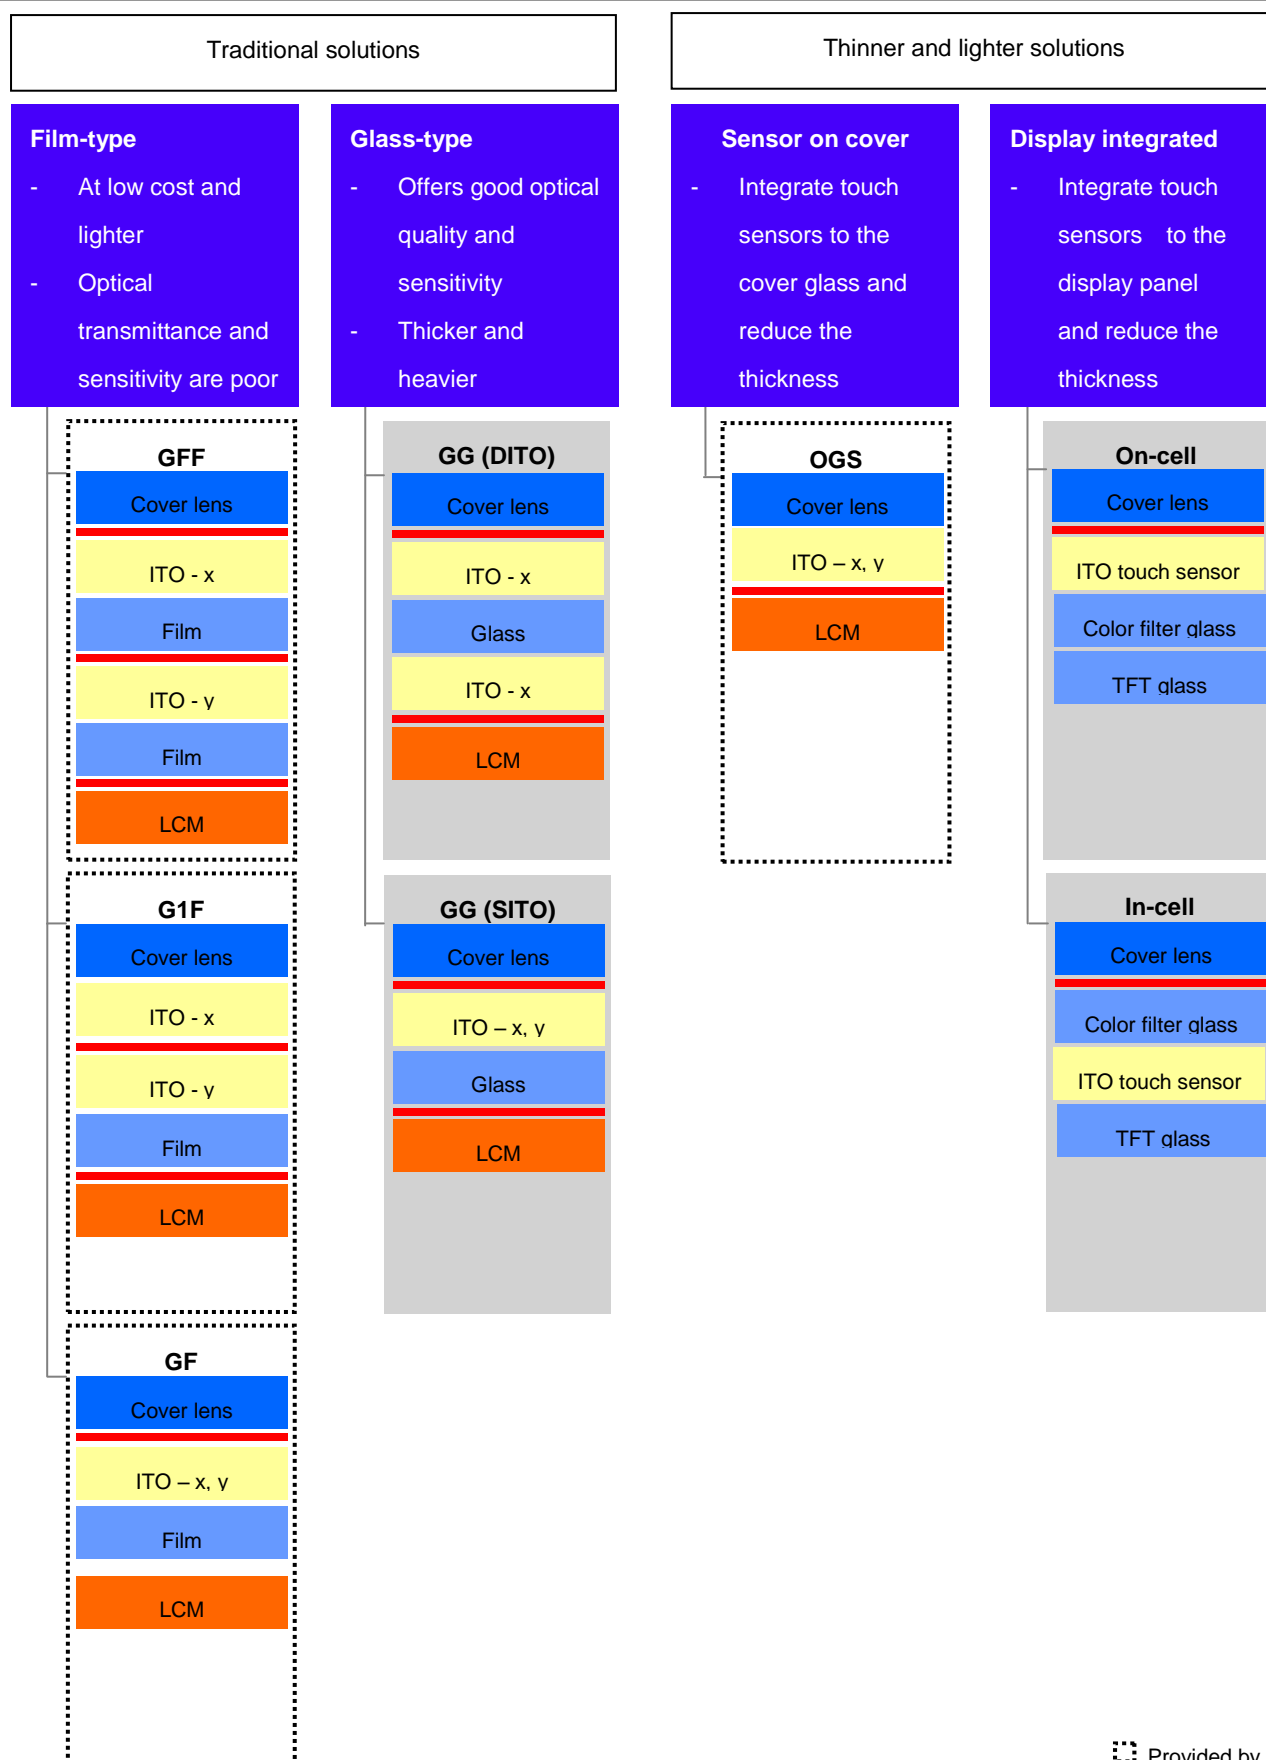 Traditional solutions
Thinner and lighter solutions
Film-type
- At low cost and
lighter
- Optical
transmittance and
sensitivity are poor
Glass-type
- Offers good optical
quality and
sensitivity
- Thicker and
heavier
Sensor on cover
- Integrate touch
sensors to the
cover glass and
reduce the
thickness
Display integrated
- Integrate touch
sensors to the
display panel
and reduce the
thickness
GFF
Cover lens
ITO - x
Film
ITO - y
Film
LCM
G1F
Cover lens
ITO - x
ITO - y
Film
LCM
GF
Cover lens
ITO – x, y
Film
LCM
GG (DITO)
Cover lens
ITO - x
Glass
ITO - x
LCM
GG (SITO)
Cover lens
ITO – x, y
Glass
LCM
OGS
Cover lens
ITO – x, y
LCM
On-cell
Cover lens
ITO touch sensor
Color filter glass
TFT glass
In-cell
Cover lens
Color filter glass
ITO touch sensor
TFT glass
Provided by